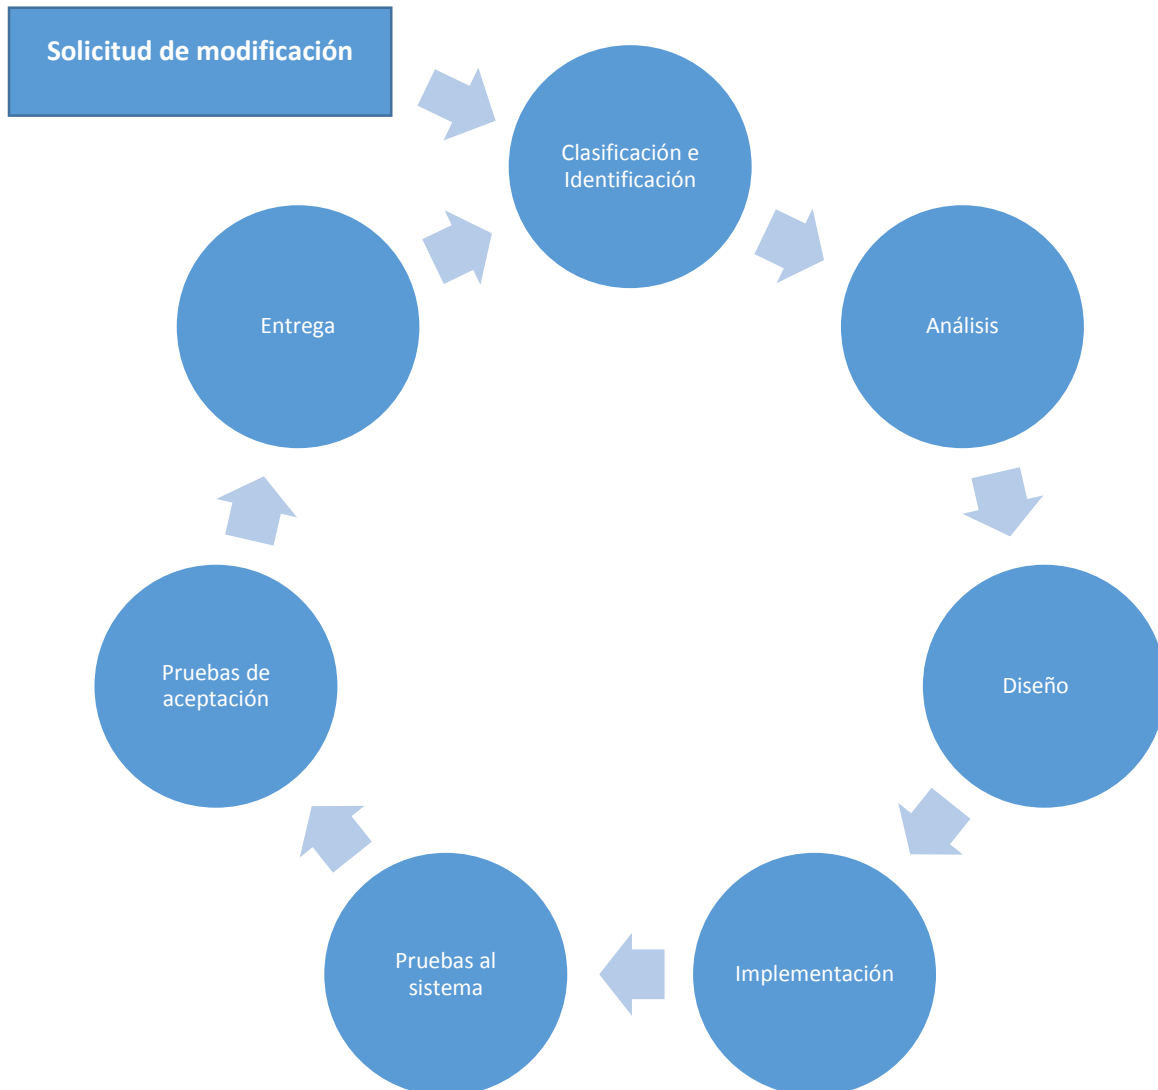 Solicitud de modificación
Clasificación e
Identificación
Análisis
Diseño
Implementación
Pruebas al
sistema
Pruebas de
aceptación
Entrega